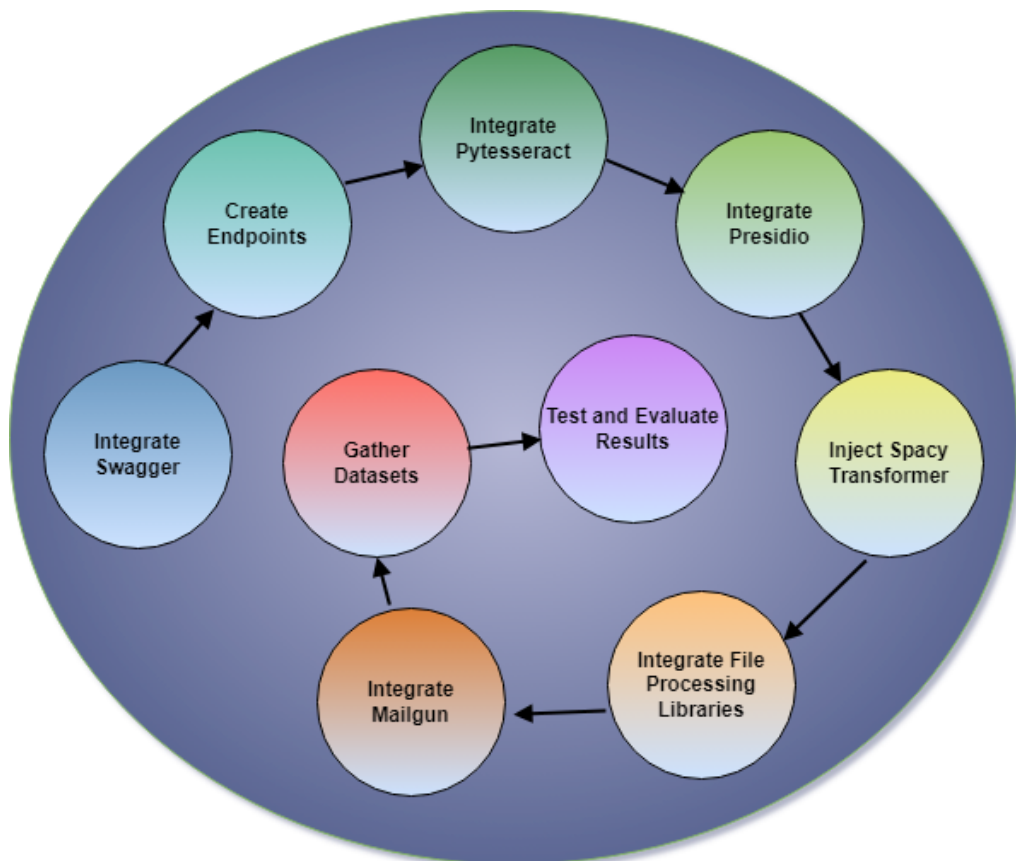 Integrate
Pytesseract
Create
Endpoints
Integrate
Presidio
Integrate
Swagger
Gather
Datasets
Test and Evaluate
Results
Inject Spacy
Transformer
Integrate
Mailgun
Integrate File
Processing
Libraries